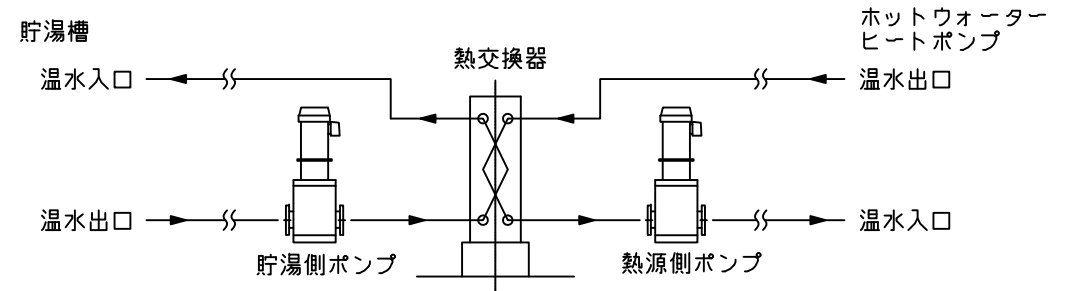 貯湯槽
ホットウォーター
ヒートポンプ
熱交換器
温水入口
温水出口
温水出口
温水入口
貯湯側ポンプ
熱源側ポンプ